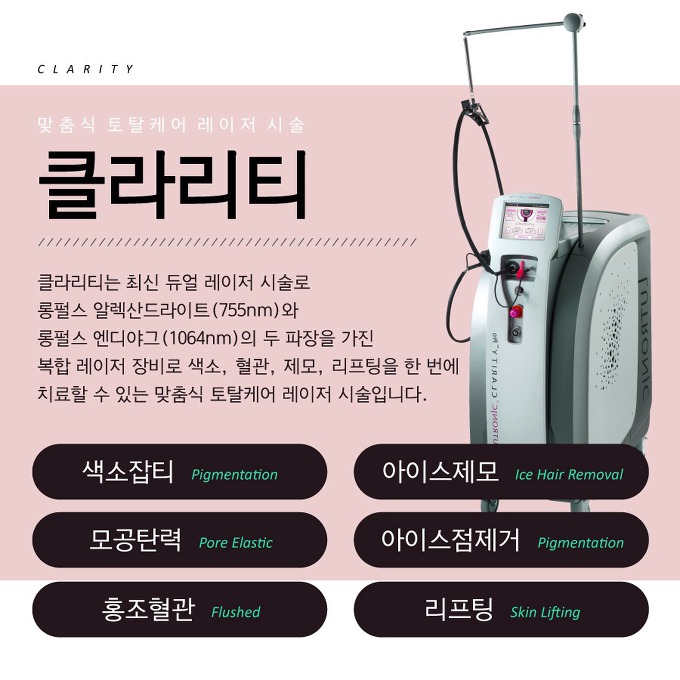 CLARITY
맞춤식 토탈케어 레이저 시술
클라리티
클라리티는 최신 듀얼 레이저 시술로
롱펄스 알렉산드라이트(755nm)와
롱펄스 엔디야그(1064nm)의 두 파장을 가진
복합 레이저 장비로 색소, 혈관, 제모, 리프팅을 한 번에
치료할 수 있는 맞춤식 토탈케어 레이저 시술입니다.
LUTRONIC
LUTRONIC® CLARITY™
색소잡티 Pigmentation
아이스제모 Ice Hair Removal
모공탄력 Pore Elastic
아이스점제거 Pigmentation
홍조혈관 Flushed
리프팅 Skin Lifting